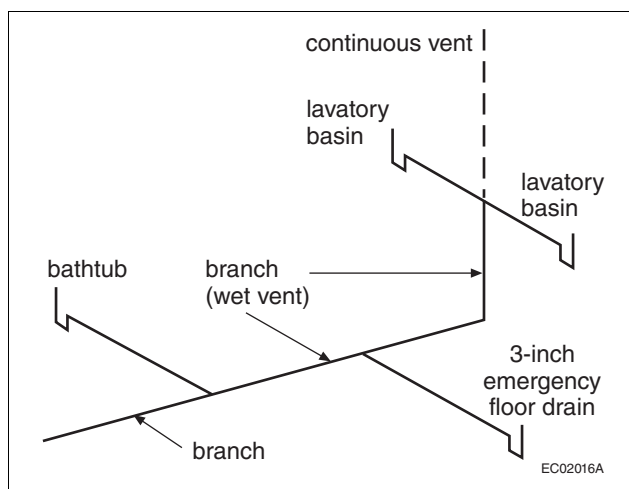 continuous vent
lavatory
basin
lavatory
basin
bathtub
branch
(wet vent)
3-inch
emergency
floor drain
branch
EC02016A